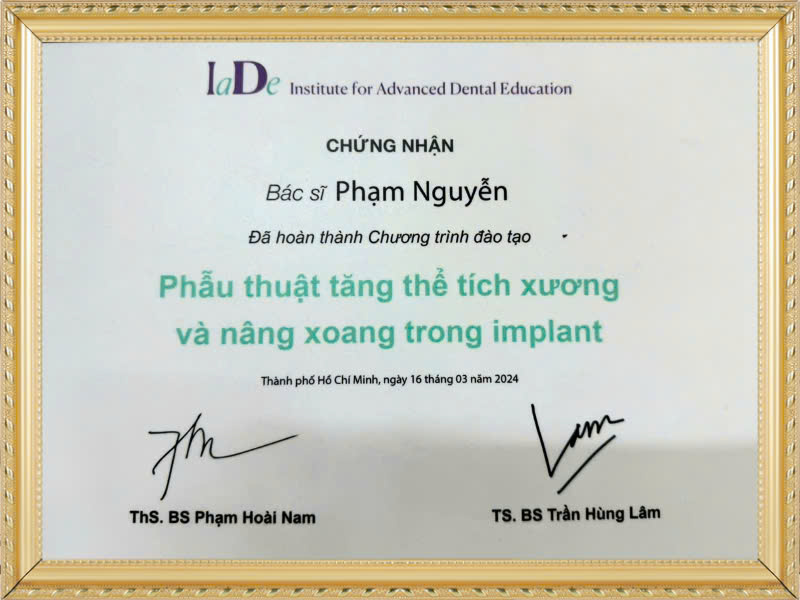 IaDe Institute for Advanced Dental Education
CHỨNG NHẬN
Bác sĩ Phạm Nguyễn
Đã hoàn thành Chương trình đào tạo
Phẫu thuật tăng thể tích xương
và nâng xoang trong implant
Thành phố Hồ Chí Minh, ngày 16 tháng 03 năm 2024
Lam
ThS. BS Phạm Hoài Nam
TS. BS Trần Hùng Lâm